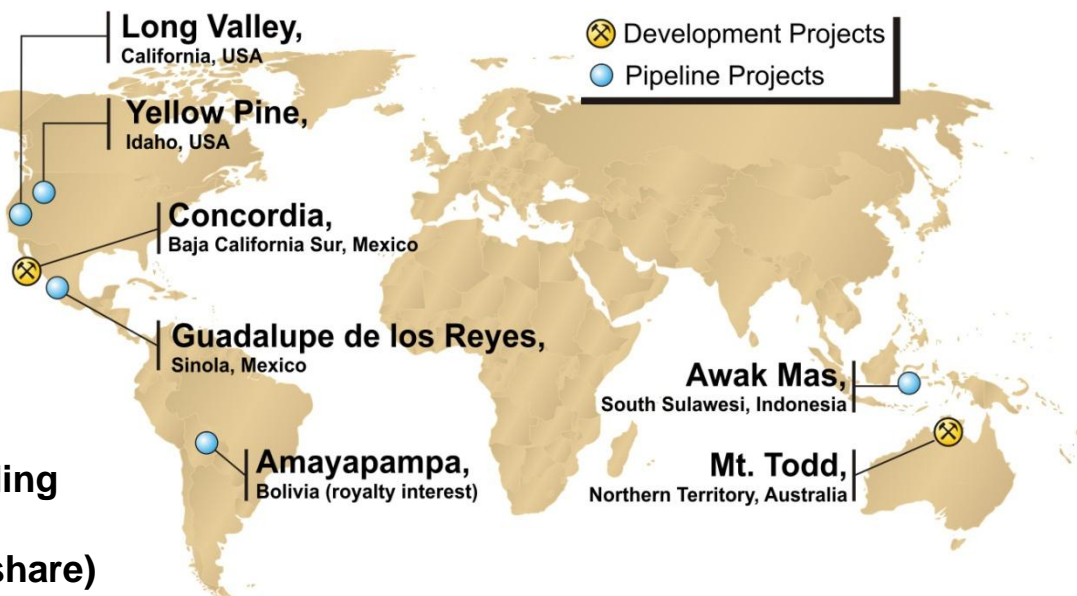 Long Valley,
California, USA
Development Projects
Pipeline Projects
Yellow Pine,
Idaho, USA
Concordia,
Baja California Sur, Mexico
Guadalupe de los Reyes,
Sinola, Mexico
Awak Mas,
South Sulawesi, Indonesia
Amayapampa,
Bolivia (royalty interest)
Mt. Todd,
Northern Territory, Australia
share)